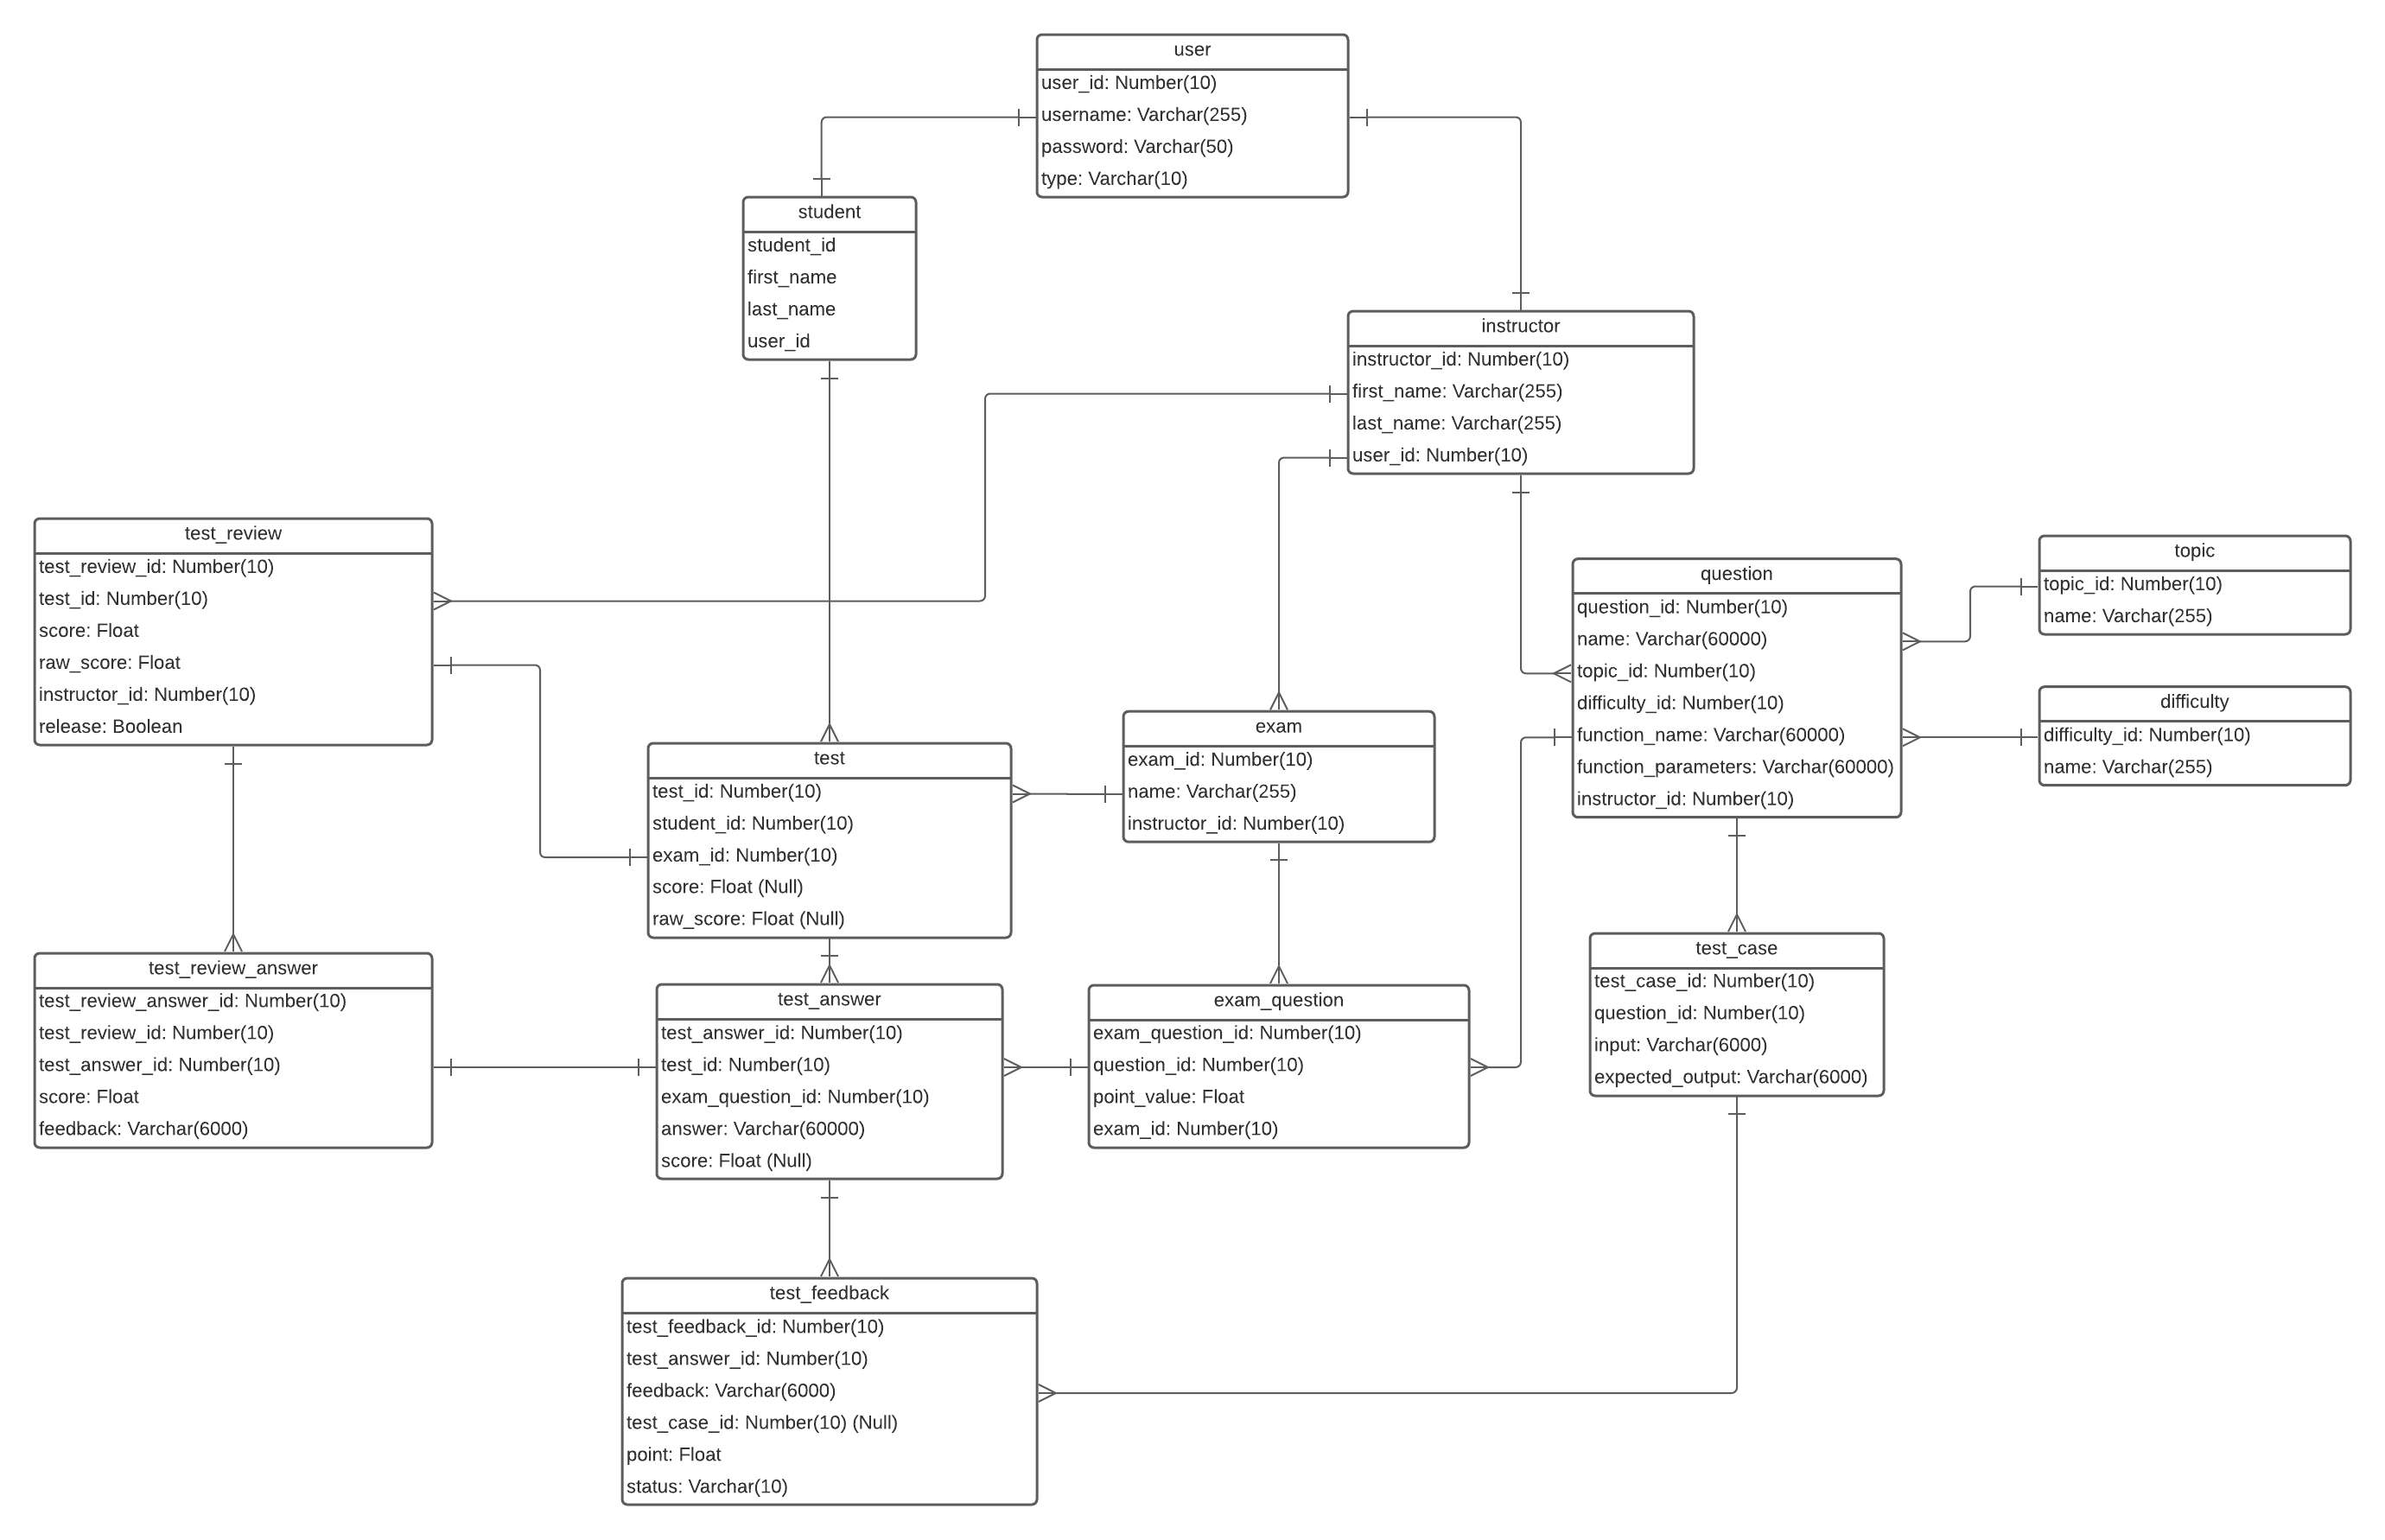 user
user_id: Number(10)
username: Varchar(255)
password: Varchar(50)
type: Varchar(10)
student
student_id
first_name
last_name
user_id
instructor
instructor_id: Number(10)
first_name: Varchar(255)
last_name: Varchar(255)
user_id: Number(10)
test_review
test_review_id: Number(10)
test_id: Number(10)
score: Float
raw_score: Float
instructor_id: Number(10)
release: Boolean
question
question_id: Number(10)
name: Varchar(60000)
topic_id: Number(10)
difficulty_id: Number(10)
function_name: Varchar(60000)
function_parameters: Varchar(60000)
instructor_id: Number(10)
topic
topic_id: Number(10)
name: Varchar(255)
difficulty
difficulty_id: Number(10)
name: Varchar(255)
test
test_id: Number(10)
student_id: Number(10)
exam_id: Number(10)
score: Float (Null)
raw_score: Float (Null)
exam
exam_id: Number(10)
name: Varchar(255)
instructor_id: Number(10)
test_review_answer
test_review_answer_id: Number(10)
test_review_id: Number(10)
test_answer_id: Number(10)
score: Float
feedback: Varchar(6000)
test_answer
test_answer_id: Number(10)
test_id: Number(10)
exam_question_id: Number(10)
answer: Varchar(60000)
score: Float (Null)
exam_question
exam_question_id: Number(10)
question_id: Number(10)
point_value: Float
exam_id: Number(10)
test_case
test_case_id: Number(10)
question_id: Number(10)
input: Varchar(6000)
expected_output: Varchar(6000)
test_feedback
test_feedback_id: Number(10)
test_answer_id: Number(10)
feedback: Varchar(6000)
test_case_id: Number(10) (Null)
point: Float
status: Varchar(10)